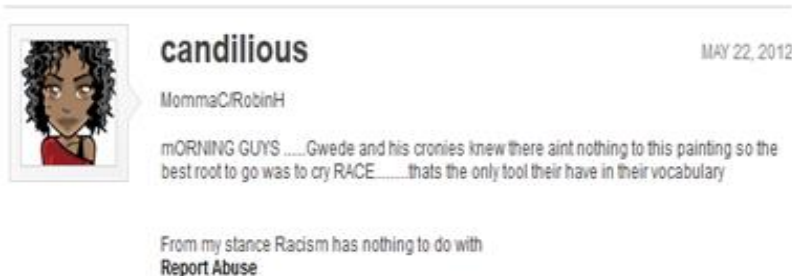 candilious
MAY 22, 2012
MommaC/RobinH
mORNING GUYS ......Gwede and his cronies knew there aint nothing to this painting so the
best root to go was to cry RACE.........thats the only tool their have in their vocabulary
From my stance Racism has nothing to do with
Report Abuse